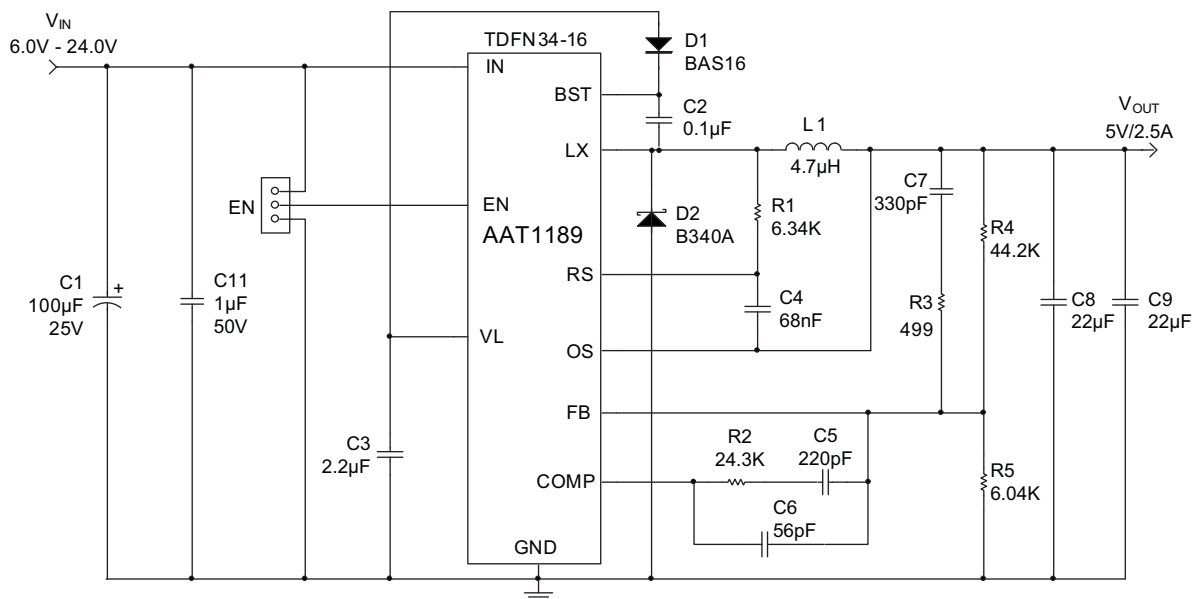 VIN
6.0V - 24.0V
TDFN34-16
D1
BAS16
IN
BST
C2
0.1µF
VOUT
5V/2.5A
L1
4.7µH
LX
C7
330pF
EN
EN
AAT1189
D2
B340A
R1
6.34K
R4
44.2K
C1
100µF
25V
+
C11
1µF
50V
RS
C4
68nF
R3
499
C8
22µF
C9
22µF
VL
OS
FB
C3
2.2µF
R2
24.3K
C5
220pF
COMP
R5
6.04K
C6
56pF
GND